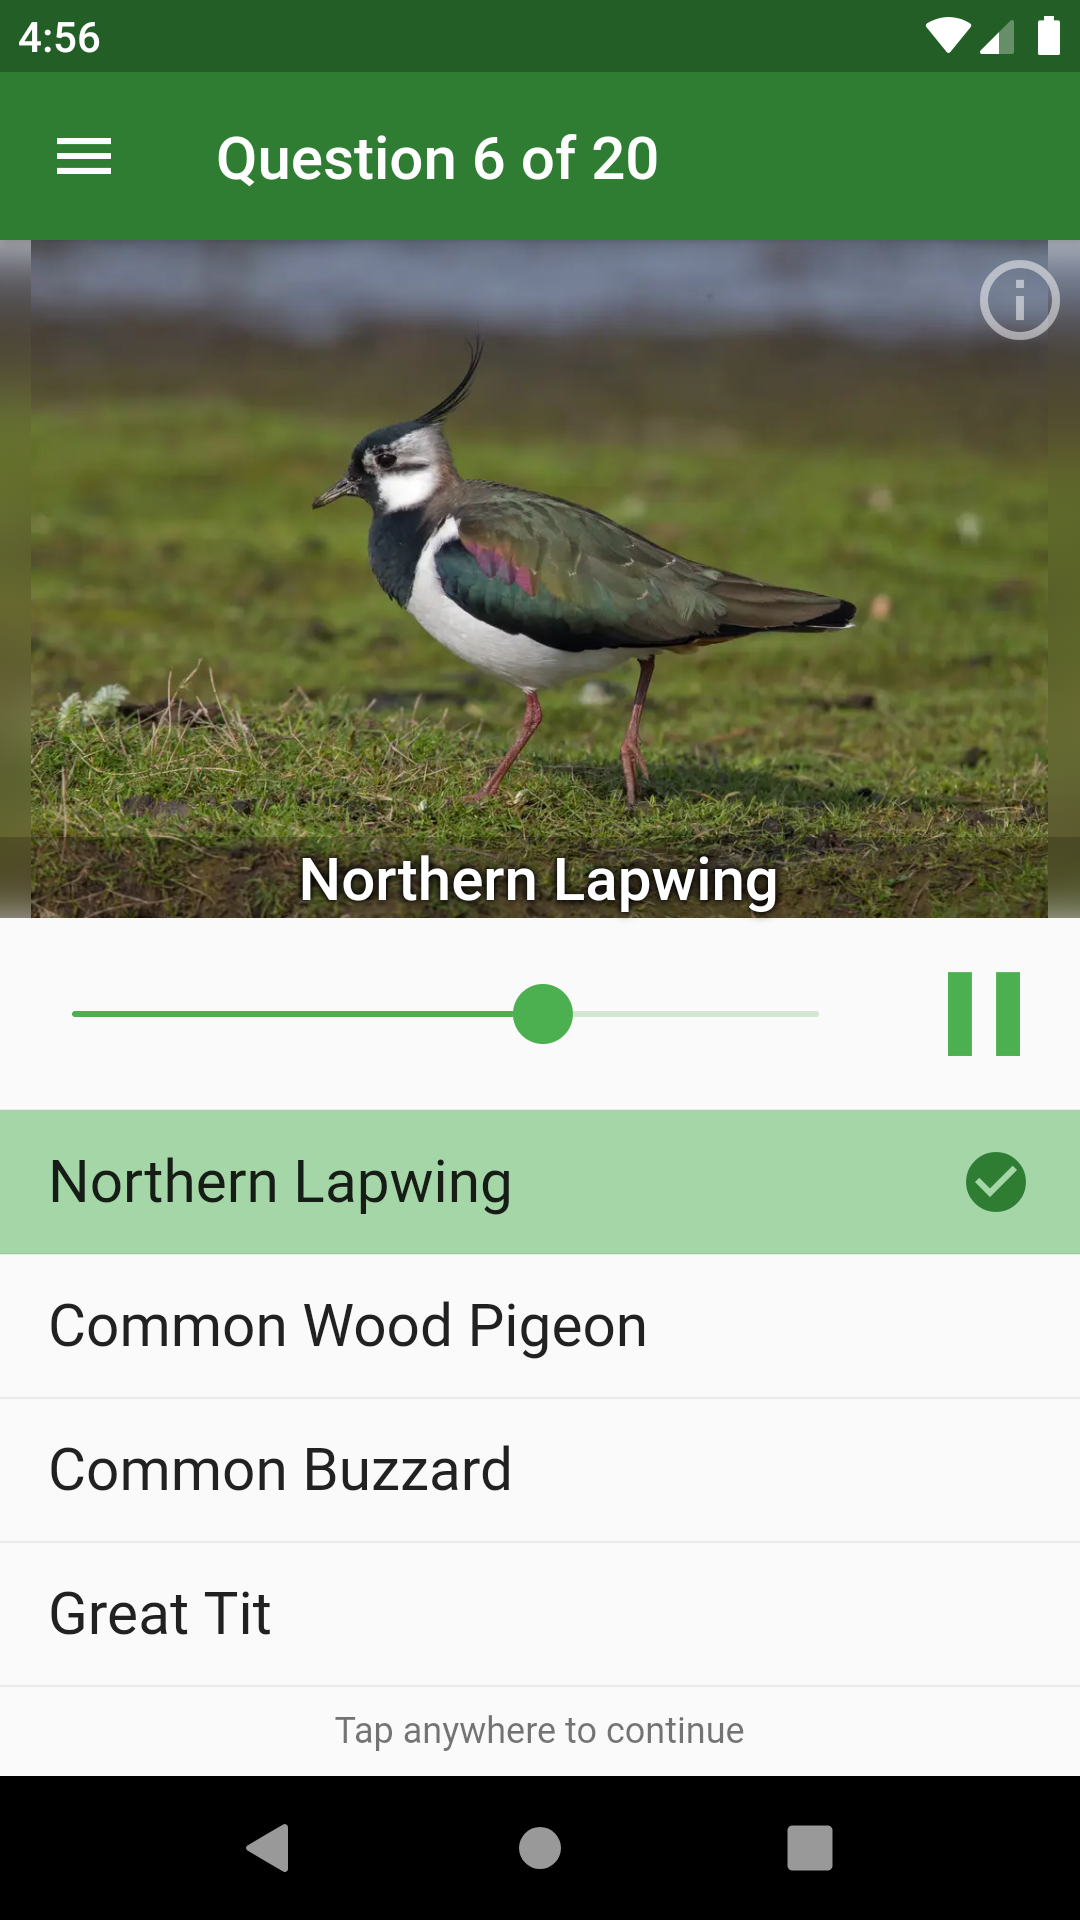 4:56
Question 6 of 20
Northern Lapwing
Northern Lapwing
Common Wood Pigeon
Common Buzzard
Great Tit
Tap anywhere to continue